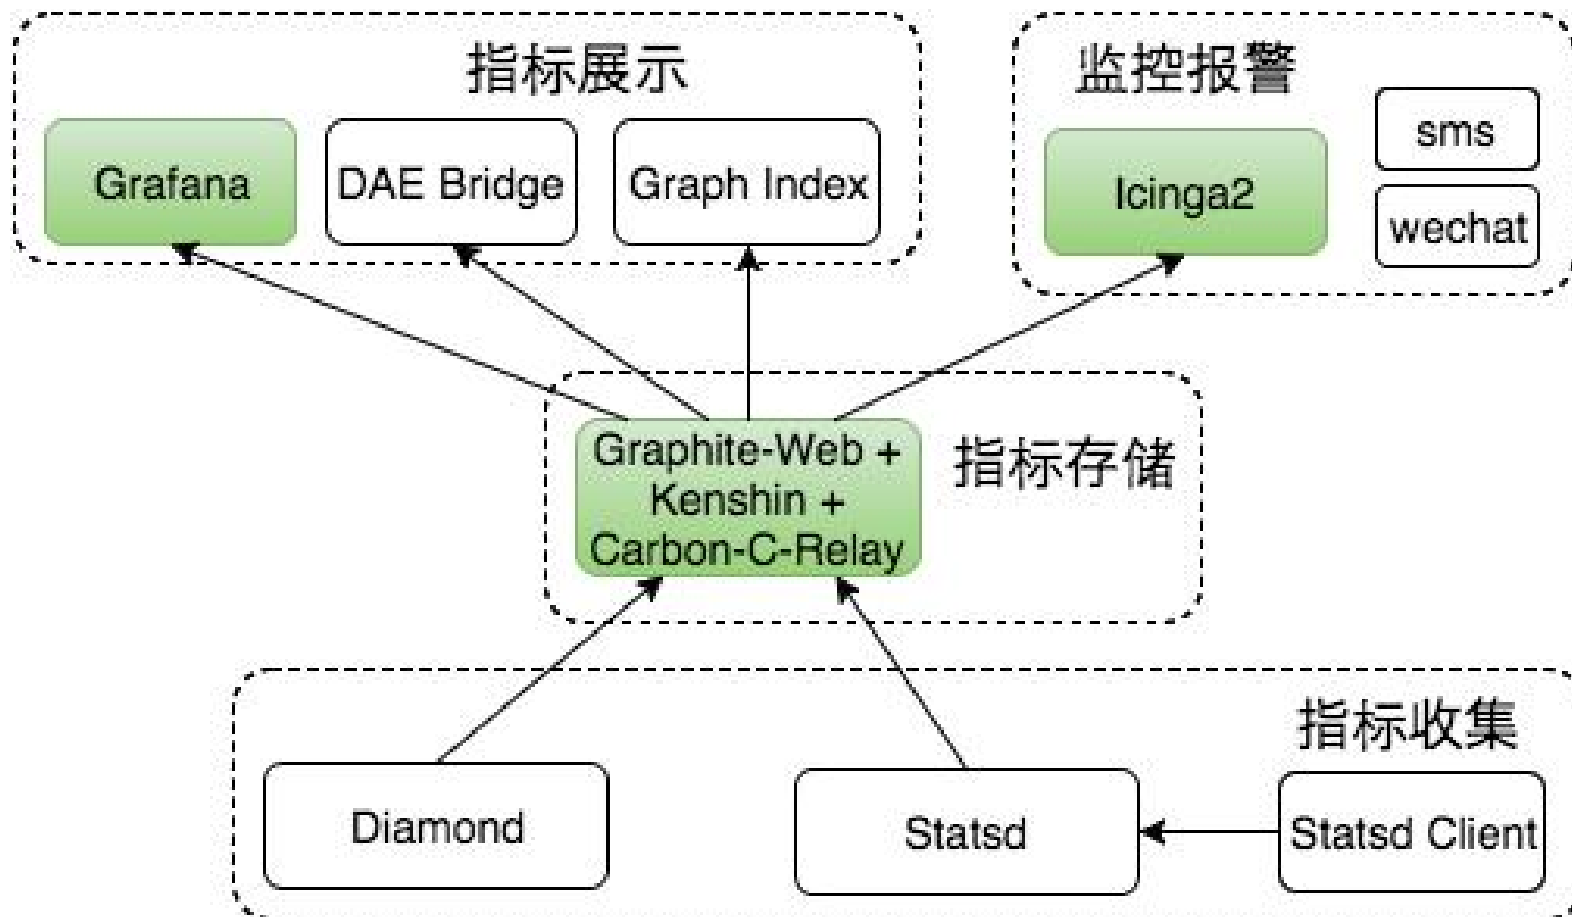 指标展示
监控报警
Grafana
DAE Bridge
Graph Index
Icinga2
sms
wechat
Graphite-Web +
Kenshin +
Carbon-C-Relay
指标存储
指标收集
Diamond
Statsd
Statsd Client